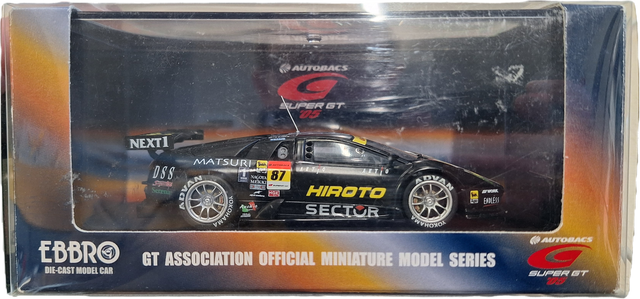 AUTOBACS
SUPER GT
'05
NEXT1
MATSURI
DSS
87
HIROTO
SECTOR
ADVAN
YOKOHAMA
ADVAN
YOKOHAMA
ENDLESS
EBBRO
DIE-CAST MODEL CAR
GT ASSOCIATION OFFICIAL MINIATURE MODEL SERIES
AUTOBACS
SUPER GT
'05